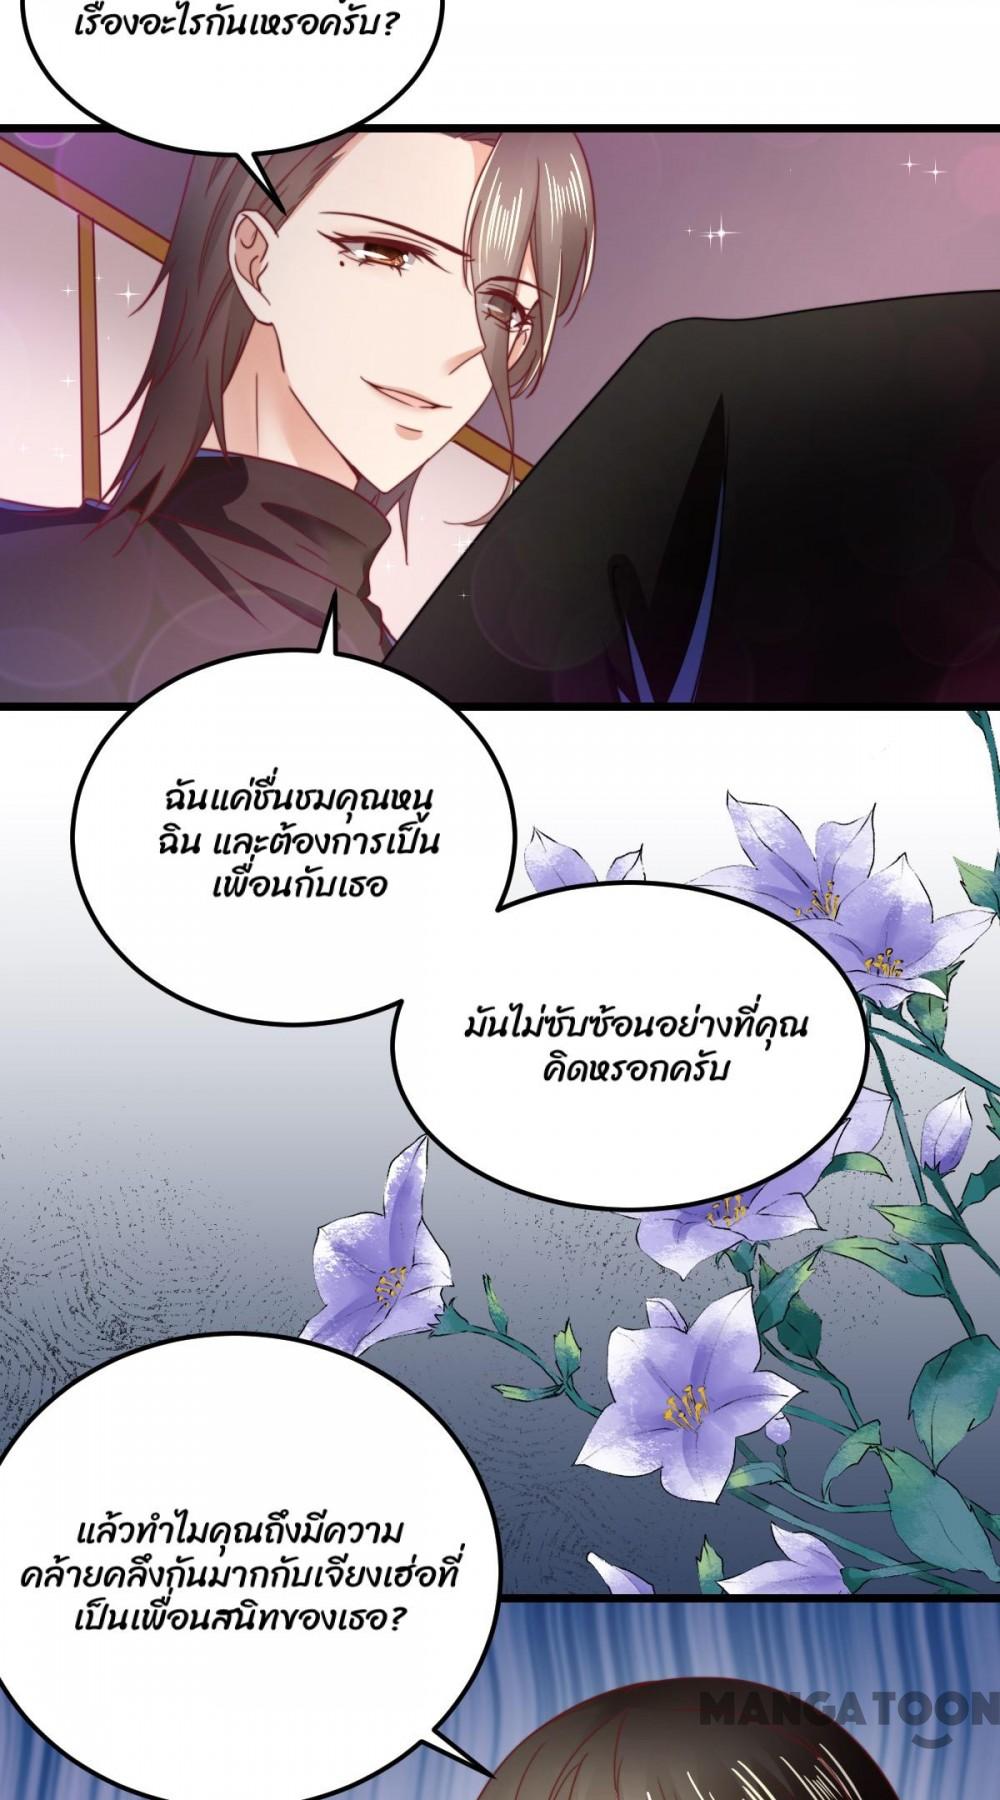 เรื่องอะไรกันเหรอครับ?
ฉันแค่ชื่นชมคุณหนู
ฉิน และต้องการเป็น
เพื่อนกับเธอ
มันไม่ซับซ้อนอย่างที่คุณ
คิดหรอกครับ
แล้วทำไมคุณถึงมีความ
คล้ายคลึงกันมากกับเจียงเฮ่อที่
เป็นเพื่อนสนิทของเธอ?
MANGATOON